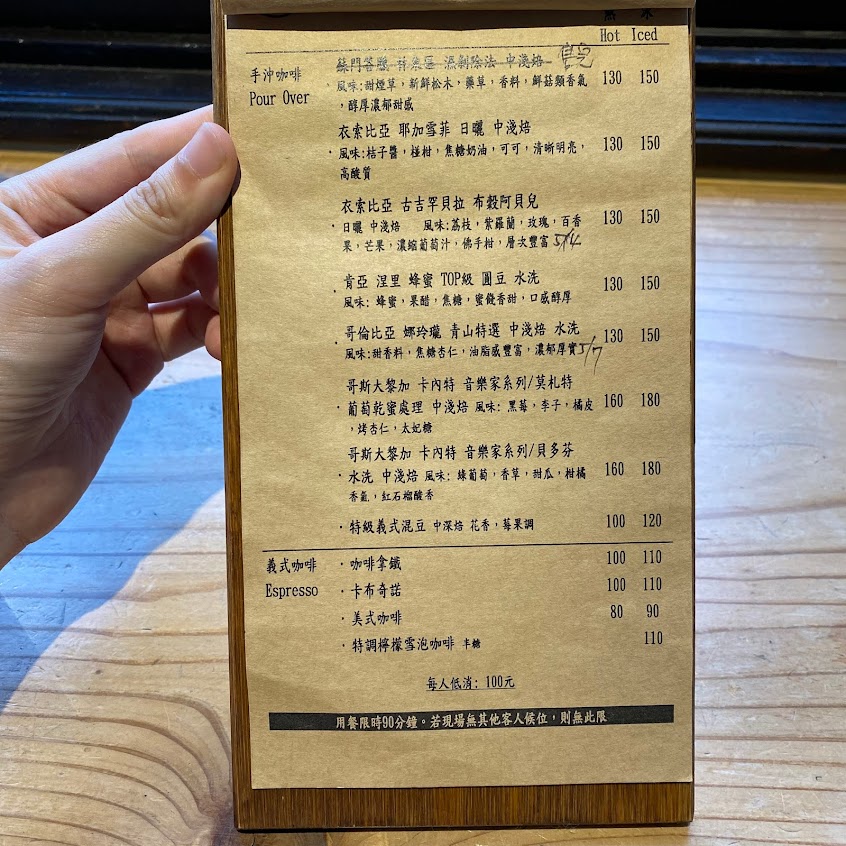 熱 冰
Hot Iced
手沖咖啡
Pour Over
蘇門答臘 中淺焙 售完
·風味:甜煙草,新鮮松木,藥草,香料,鮮菇類香氣 130 150
,醇厚濃郁甜感
衣索比亞 耶加雪菲 日曬 中淺焙
·風味:桔子醬,椪柑,焦糖奶油,可可,清晰明亮, 130 150
高酸質
衣索比亞 古吉罕貝拉 布穀阿貝兒
·日曬 中淺焙 風味:荔枝,紫羅蘭,玫瑰,百香 130 150
果,芒果,濃縮葡萄汁,佛手柑,層次豐富 5/14
·肯亞 涅里 蜂蜜 TOP級 圓豆 水洗 130 150
風味: 蜂蜜,果醋,焦糖,蜜餞香甜,口感醇厚
·哥倫比亞 娜玲瓏 青山特選 中淺焙 水洗 130 150
風味:甜香料,焦糖杏仁,油脂感豐富,濃郁厚實 5/7
哥斯大黎加 卡內特 音樂家系列/莫札特
·葡萄乾蜜處理 中淺焙 風味: 黑莓,李子,橘皮 160 180
,烤杏仁,太妃糖
哥斯大黎加 卡內特 音樂家系列/貝多芬
·水洗 中淺焙 風味: 綠葡萄,香草,甜瓜,柑橘 160 180
香氣,紅石榴酸香
·特級義式混豆 中深焙 花香,莓果調 100 120
義式咖啡
Espresso
·咖啡拿鐵 100 110
·卡布奇諾 100 110
·美式咖啡 80 90
·特調檸檬雪泡咖啡 半糖 110
每人低消: 100元
用餐限時90分鐘。若現場無其他客人候位,則無此限